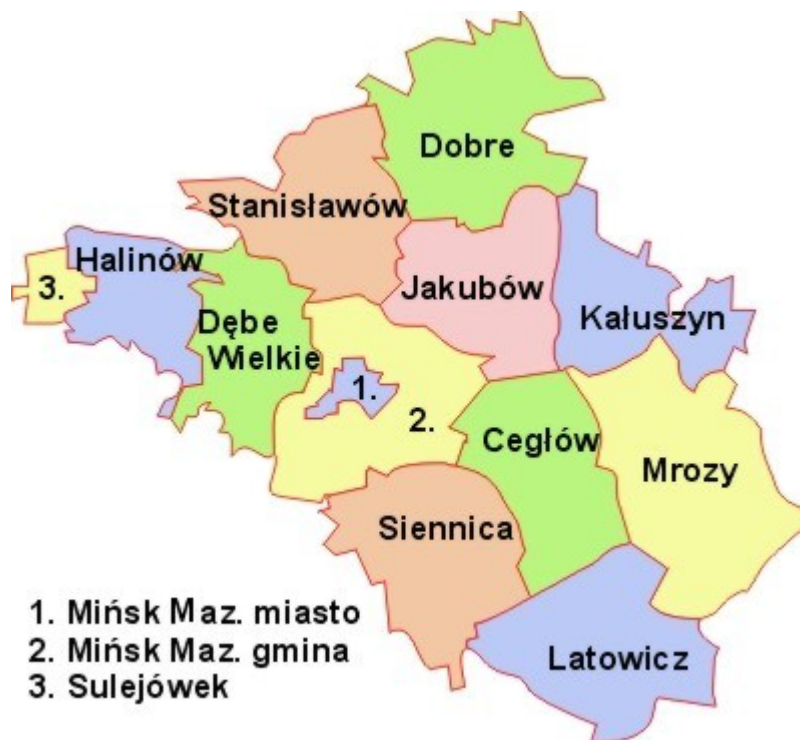 Dobre
Stanisławów
Halinów
3.
Jakubów
Kałuszyn
Dębe
Wielkie
1.
2.
Cegłów
Mrozy
Siennica
Latowicz
1. Mińsk Maz. miasto
2. Mińsk Maz. gmina
3. Sulejówek